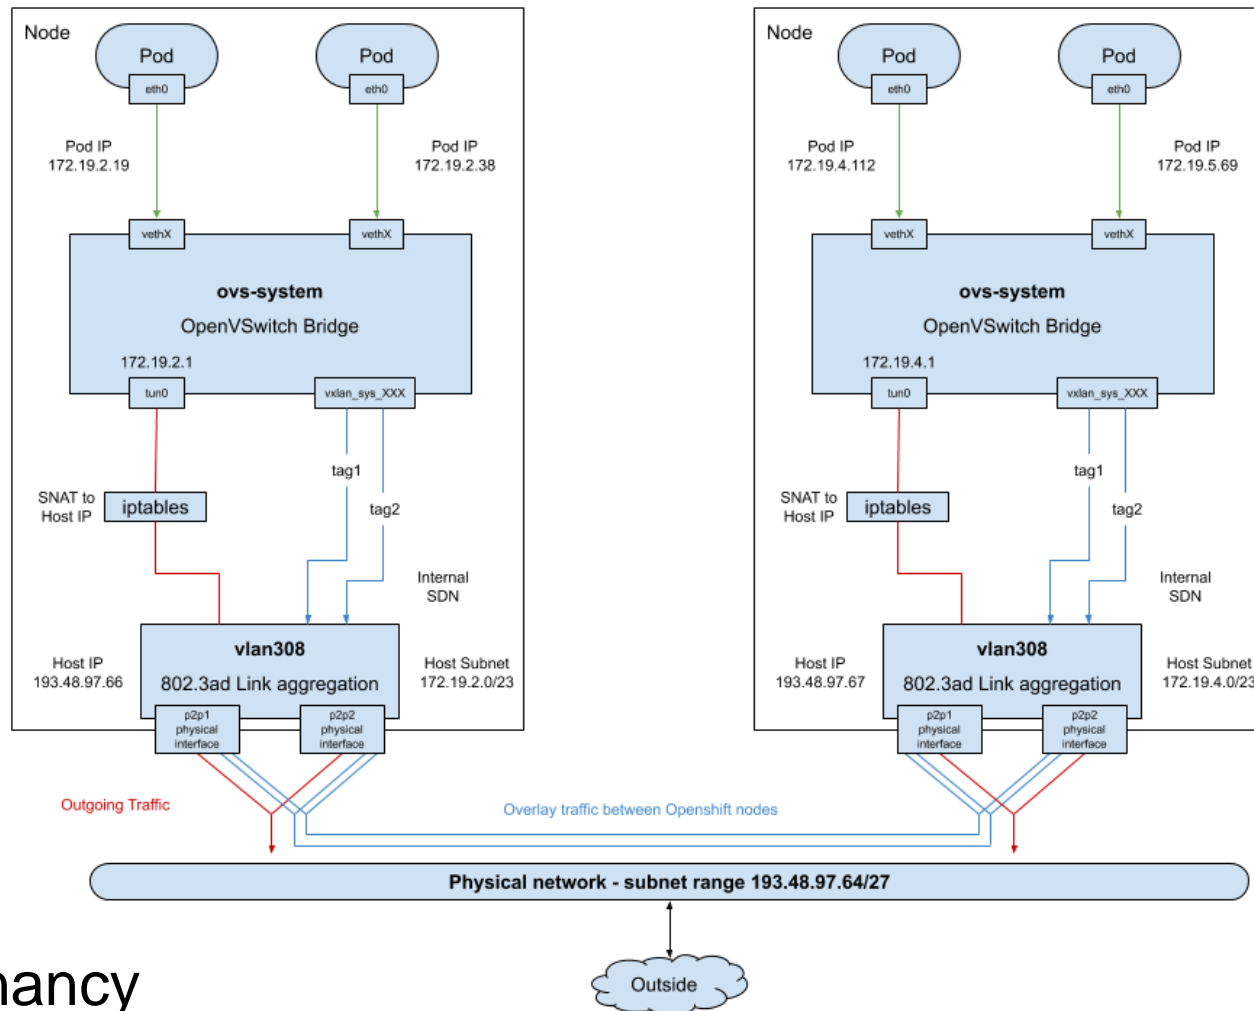 Node
Pod
Pod
eth0
eth0
Pod IP
172.19.2.19
Pod IP
172.19.2.38
vethX
vethX
ovs-system
OpenVSwitch Bridge
172.19.2.1
tun0
vxlan_sys_XXX
tag1
tag2
SNAT to
Host IP
iptables
Internal
SDN
vlan308
802.3ad Link aggregation
Host IP
193.48.97.66
Host Subnet
172.19.2.0/23
p2p1
physical
interface
p2p2
physical
interface
Node
Pod
Pod
eth0
eth0
Pod IP
172.19.4.112
Pod IP
172.19.5.69
vethX
vethX
ovs-system
OpenVSwitch Bridge
172.19.4.1
tun0
vxlan_sys_XXX
tag1
tag2
SNAT to
Host IP
iptables
Internal
SDN
vlan308
802.3ad Link aggregation
Host IP
193.48.97.67
Host Subnet
172.19.4.0/23
p2p1
physical
interface
p2p2
physical
interface
Outgoing Traffic
Overlay traffic between Openshift nodes
Physical network - subnet range 193.48.97.64/27
Outside
nancy